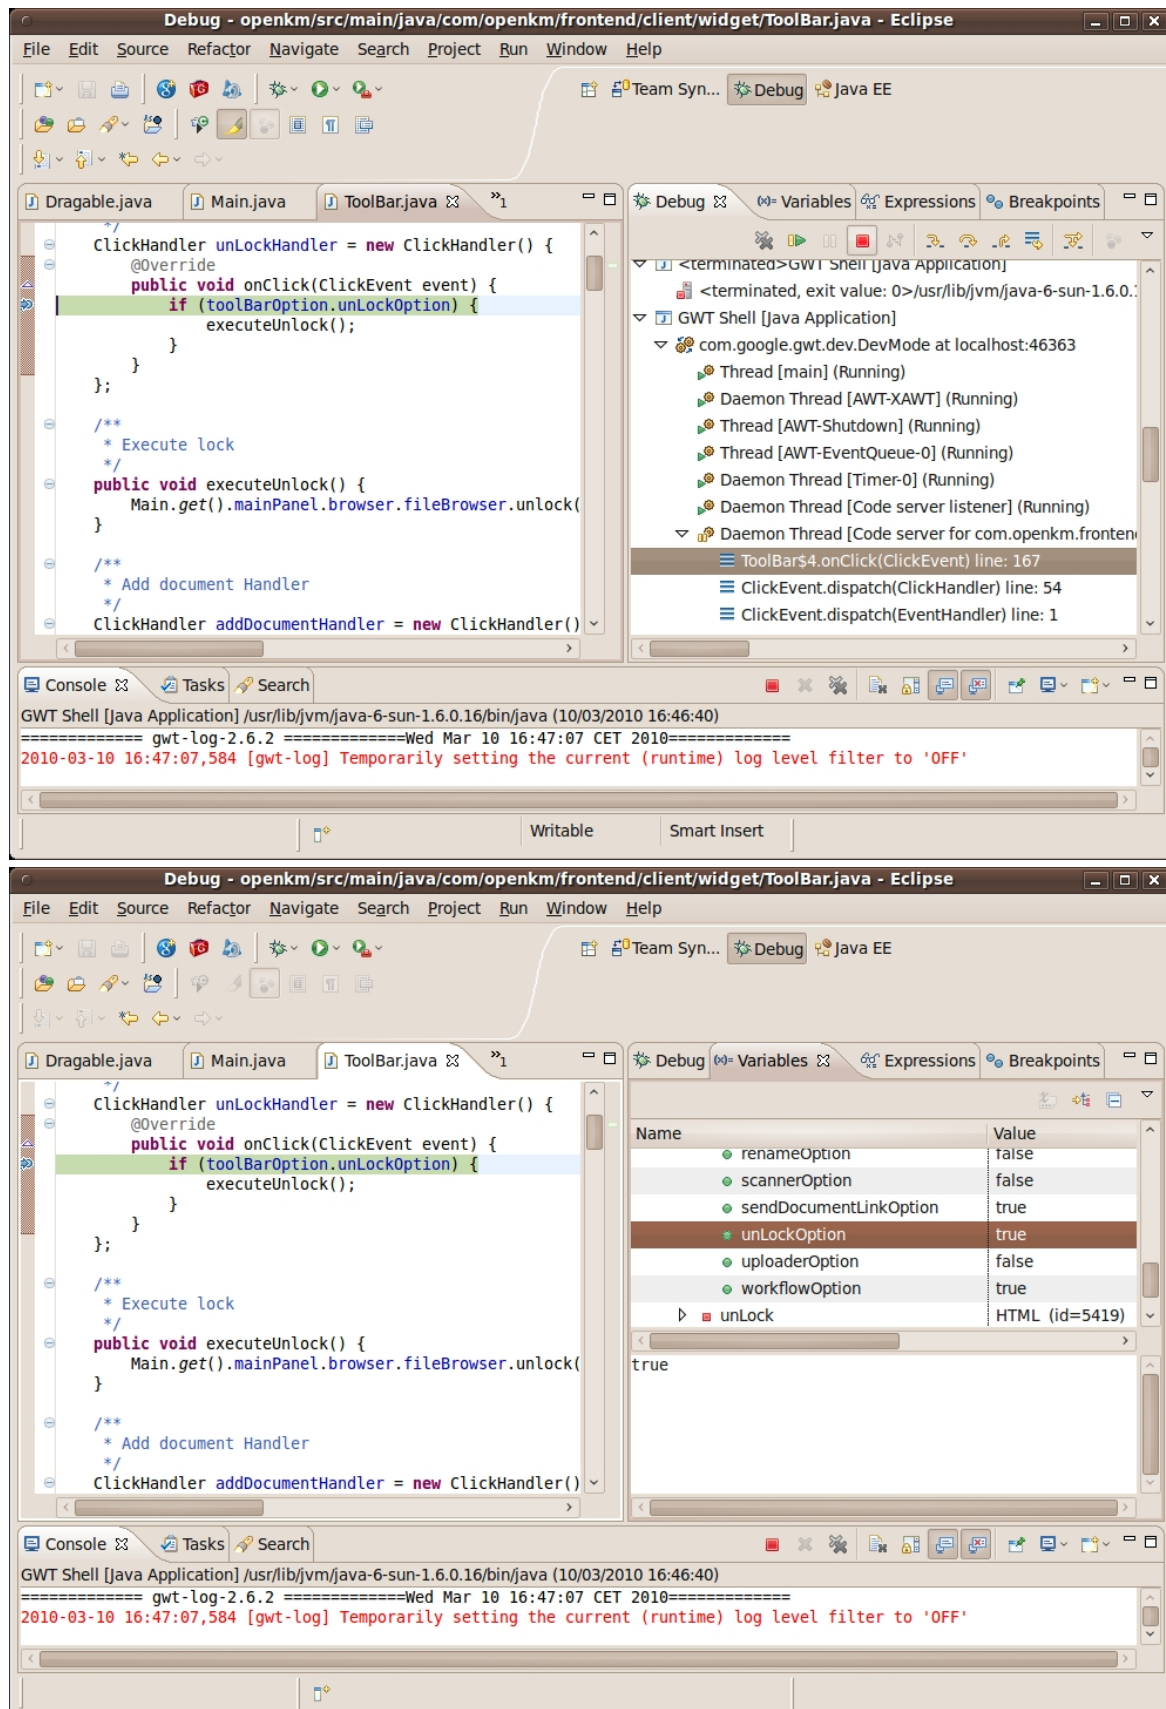 Debug - openkm/src/main/java/com/openkm/frontend/client/widget/ToolBar.java - Eclipse
File Edit Source Refactor Navigate Search Project Run Window Help
Team Syn... Debug Java EE
Dragable.java Main.java ToolBar.java »1
*/
ClickHandler unLockHandler = new ClickHandler() {
@Override
public void onClick(ClickEvent event) {
if (toolBarOption.unLockOption) {
executeUnlock();
}
}
};
/**
* Execute lock
*/
public void executeUnlock() {
Main.get().mainPanel.browser.fileBrowser.unlock(
}
/**
* Add document Handler
*/
ClickHandler addDocumentHandler = new ClickHandler()
Debug Variables Expressions Breakpoints
<terminated>GWT Shell [Java Application]
<terminated, exit value: 0>/usr/lib/jvm/java-6-sun-1.6.0.
GWT Shell [Java Application]
com.google.gwt.dev.DevMode at localhost:46363
Thread [main] (Running)
Daemon Thread [AWT-XAWT] (Running)
Thread [AWT-Shutdown] (Running)
Thread [AWT-EventQueue-0] (Running)
Daemon Thread [Timer-0] (Running)
Daemon Thread [Code server listener] (Running)
Daemon Thread [Code server for com.openkm.fronten
ToolBar$4.onClick(ClickEvent) line: 167
ClickEvent.dispatch(ClickHandler) line: 54
ClickEvent.dispatch(EventHandler) line: 1
Console Tasks Search
GWT Shell [Java Application] /usr/lib/jvm/java-6-sun-1.6.0.16/bin/java (10/03/2010 16:46:40)
============= gwt-log-2.6.2 =============Wed Mar 10 16:47:07 CET 2010=============
2010-03-10 16:47:07,584 [gwt-log] Temporarily setting the current (runtime) log level filter to 'OFF'
Writable Smart Insert
Debug - openkm/src/main/java/com/openkm/frontend/client/widget/ToolBar.java - Eclipse
File Edit Source Refactor Navigate Search Project Run Window Help
Team Syn... Debug Java EE
Dragable.java Main.java ToolBar.java »1
*/
ClickHandler unLockHandler = new ClickHandler() {
@Override
public void onClick(ClickEvent event) {
if (toolBarOption.unLockOption) {
executeUnlock();
}
}
};
/**
* Execute lock
*/
public void executeUnlock() {
Main.get().mainPanel.browser.fileBrowser.unlock(
}
/**
* Add document Handler
*/
ClickHandler addDocumentHandler = new ClickHandler()
Debug Variables Expressions Breakpoints
Name Value
renameOption false
scannerOption false
sendDocumentLinkOption true
unLockOption true
uploaderOption false
workflowOption true
unLock HTML (id=5419)
true
Console Tasks Search
GWT Shell [Java Application] /usr/lib/jvm/java-6-sun-1.6.0.16/bin/java (10/03/2010 16:46:40)
============= gwt-log-2.6.2 =============Wed Mar 10 16:47:07 CET 2010=============
2010-03-10 16:47:07,584 [gwt-log] Temporarily setting the current (runtime) log level filter to 'OFF'